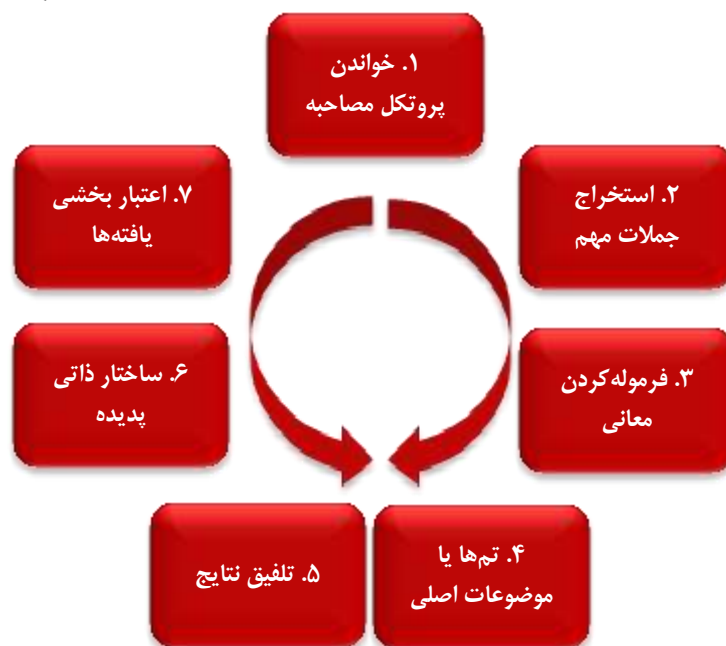 ۱. خواندن
پروتکل مصاحبه
۲. استخراج
جملات مهم
۳. فرموله‌کردن
معانی
۴. تم‌ها یا
موضوعات اصلی
۵. تلفیق نتایج
۶. ساختار ذاتی
پدیده
۷. اعتبار بخشی
یافته‌ها